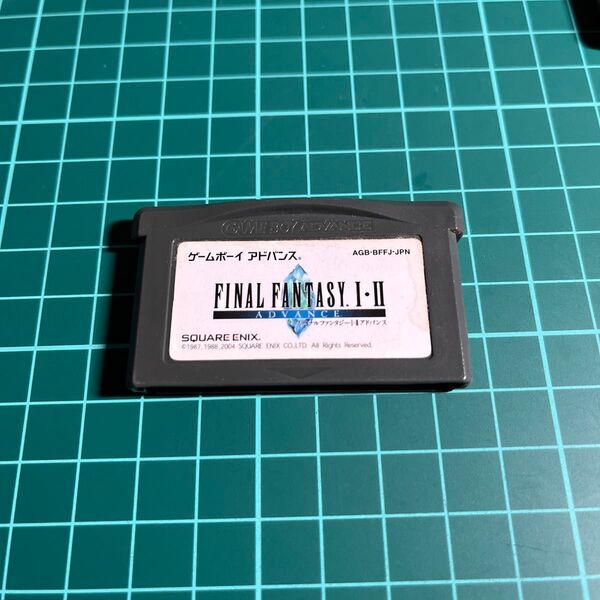 GAME BOY ADVANCE
ゲームボーイ アドバンス® AGB-BFFJ-JPN
FINAL FANTASY. I・II
ADVANCE
ファイナルファンタジーI・IIアドバンス
SQUARE ENIX.
©1987, 1988, 2004 SQUARE ENIX CO.,LTD. All Rights Reserved.